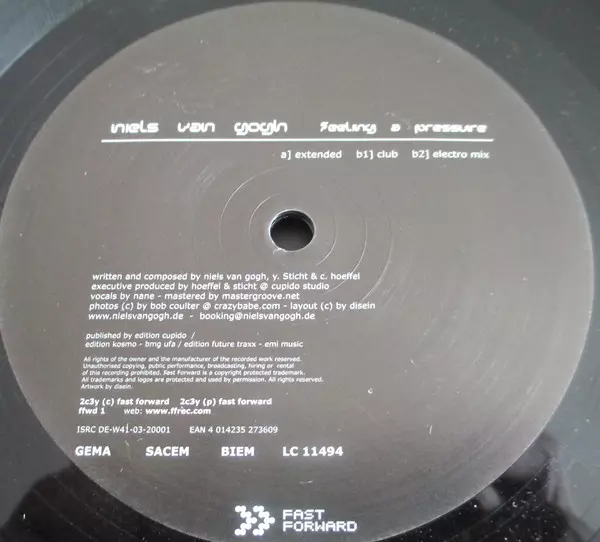 niels van gogh feeling a pressure
a] extended b1] club b2] electro mix
written and composed by niels van gogh, y. Sticht & c. hoeffel
executive produced by hoeffel & sticht @ cupido studio
vocals by nane - mastered by mastergroove.net
photos (c) by bob coulter @ crazybabe.com - layout (c) by disein
www.nielsvangogh.de - booking@nielsvangogh.de
published by edition cupido /
edition kosmo - bmg ufa / edition future traxx - emi music
All rights of the owner and the manufacturer of the recorded work reserved.
Unauthorised copying, public performance, broadcasting, hiring or rental
of this recording prohibited. Fast Forward is a copyright protected trademark.
All trademarks and logos are protected and used by permission. All rights reserved.
Artwork by disein.
2c3y (c) fast forward 2c3y (p) fast forward
ffwd 1 web: www.ffrec.com
ISRC DE-W41-03-20001 EAN 4 014235 273609
GEMA SACEM BIEM LC 11494
FAST
FORWARD